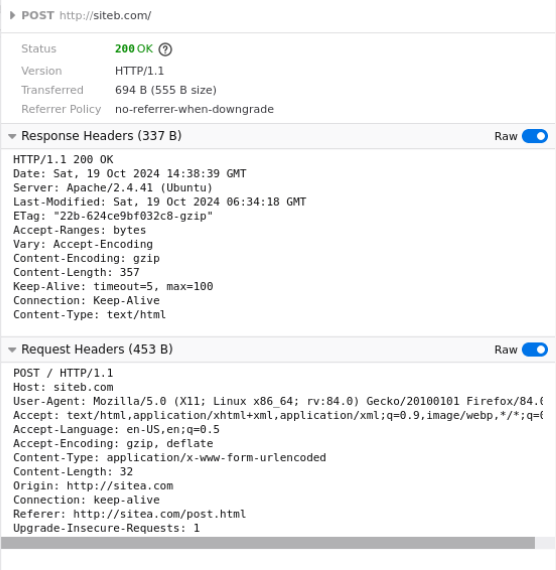 POST http://siteb.com/
Status 200 OK ?
Version HTTP/1.1
Transferred 694 B (555 B size)
Referrer Policy no-referrer-when-downgrade
Response Headers (337 B) Raw
HTTP/1.1 200 OK
Date: Sat, 19 Oct 2024 14:38:39 GMT
Server: Apache/2.4.41 (Ubuntu)
Last-Modified: Sat, 19 Oct 2024 06:34:18 GMT
ETag: "22b-624ce9bf032c8-gzip"
Accept-Ranges: bytes
Vary: Accept-Encoding
Content-Encoding: gzip
Content-Length: 357
Keep-Alive: timeout=5, max=100
Connection: Keep-Alive
Content-Type: text/html
Request Headers (453 B) Raw
POST / HTTP/1.1
Host: siteb.com
User-Agent: Mozilla/5.0 (X11; Linux x86_64; rv:84.0) Gecko/20100101 Firefox/84.
Accept: text/html,application/xhtml+xml,application/xml;q=0.9,image/webp,*/*;q=
Accept-Language: en-US,en;q=0.5
Accept-Encoding: gzip, deflate
Content-Type: application/x-www-form-urlencoded
Content-Length: 32
Origin: http://sitea.com
Connection: keep-alive
Referer: http://sitea.com/post.html
Upgrade-Insecure-Requests: 1